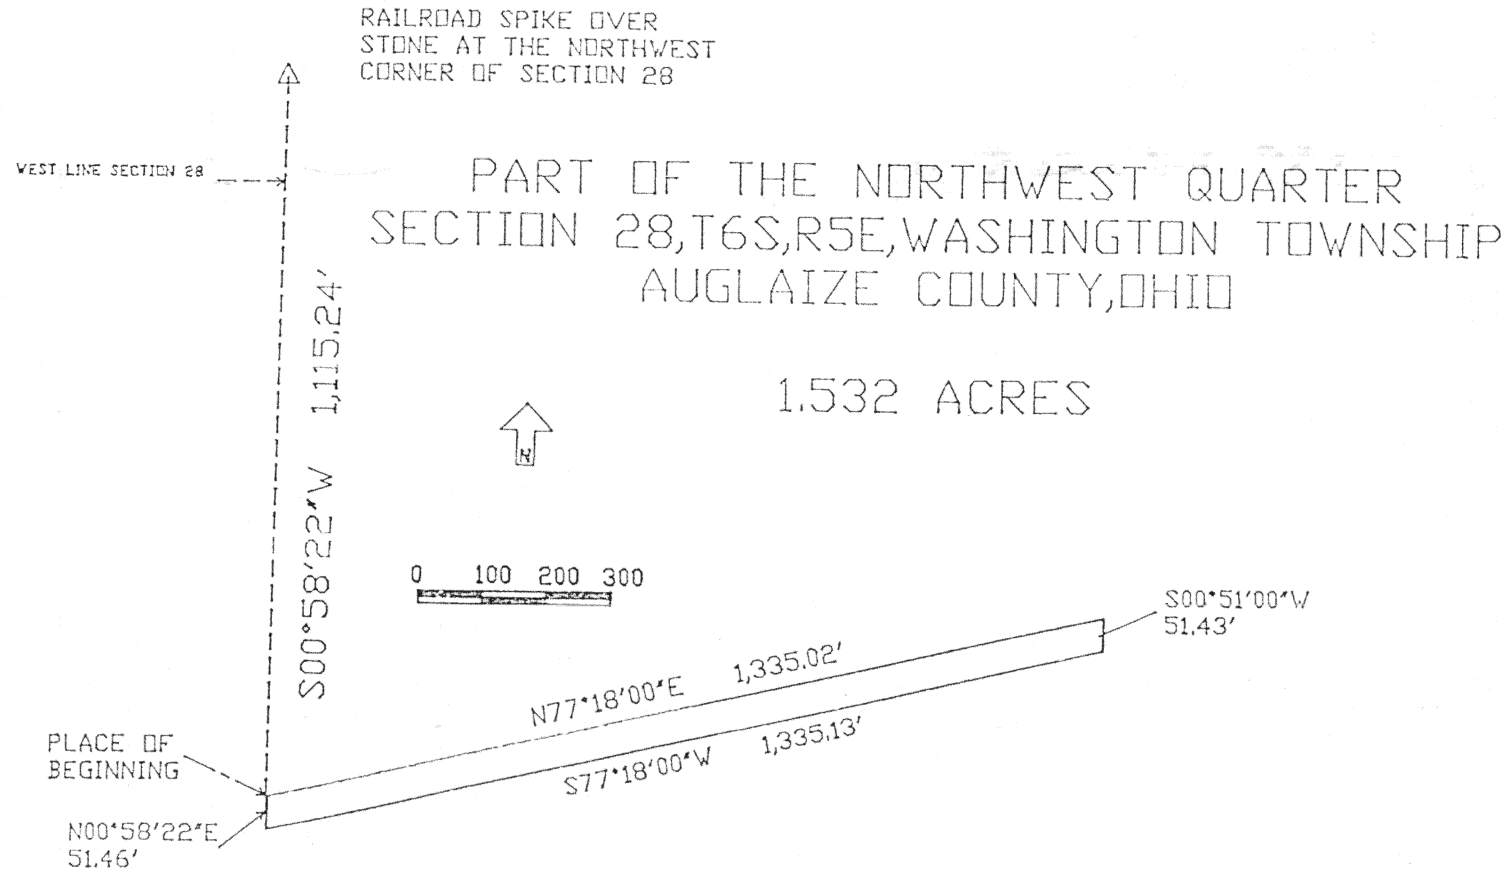 RAILROAD SPIKE OVER
STONE AT THE NORTHWEST
CORNER OF SECTION 28
WEST LINE SECTION 28
PART OF THE NORTHWEST QUARTER
SECTION 28,T6S,R5E,WASHINGTON TOWNSHIP
AUGLAIZE COUNTY,OHIO
1.532 ACRES
S00°58'22"W 1,115.24'
N
0 100 200 300
S00°51'00"W
51.43'
N77°18'00"E 1,335.02'
S77°18'00"W 1,335.13'
PLACE OF
BEGINNING
N00°58'22"E
51.46'